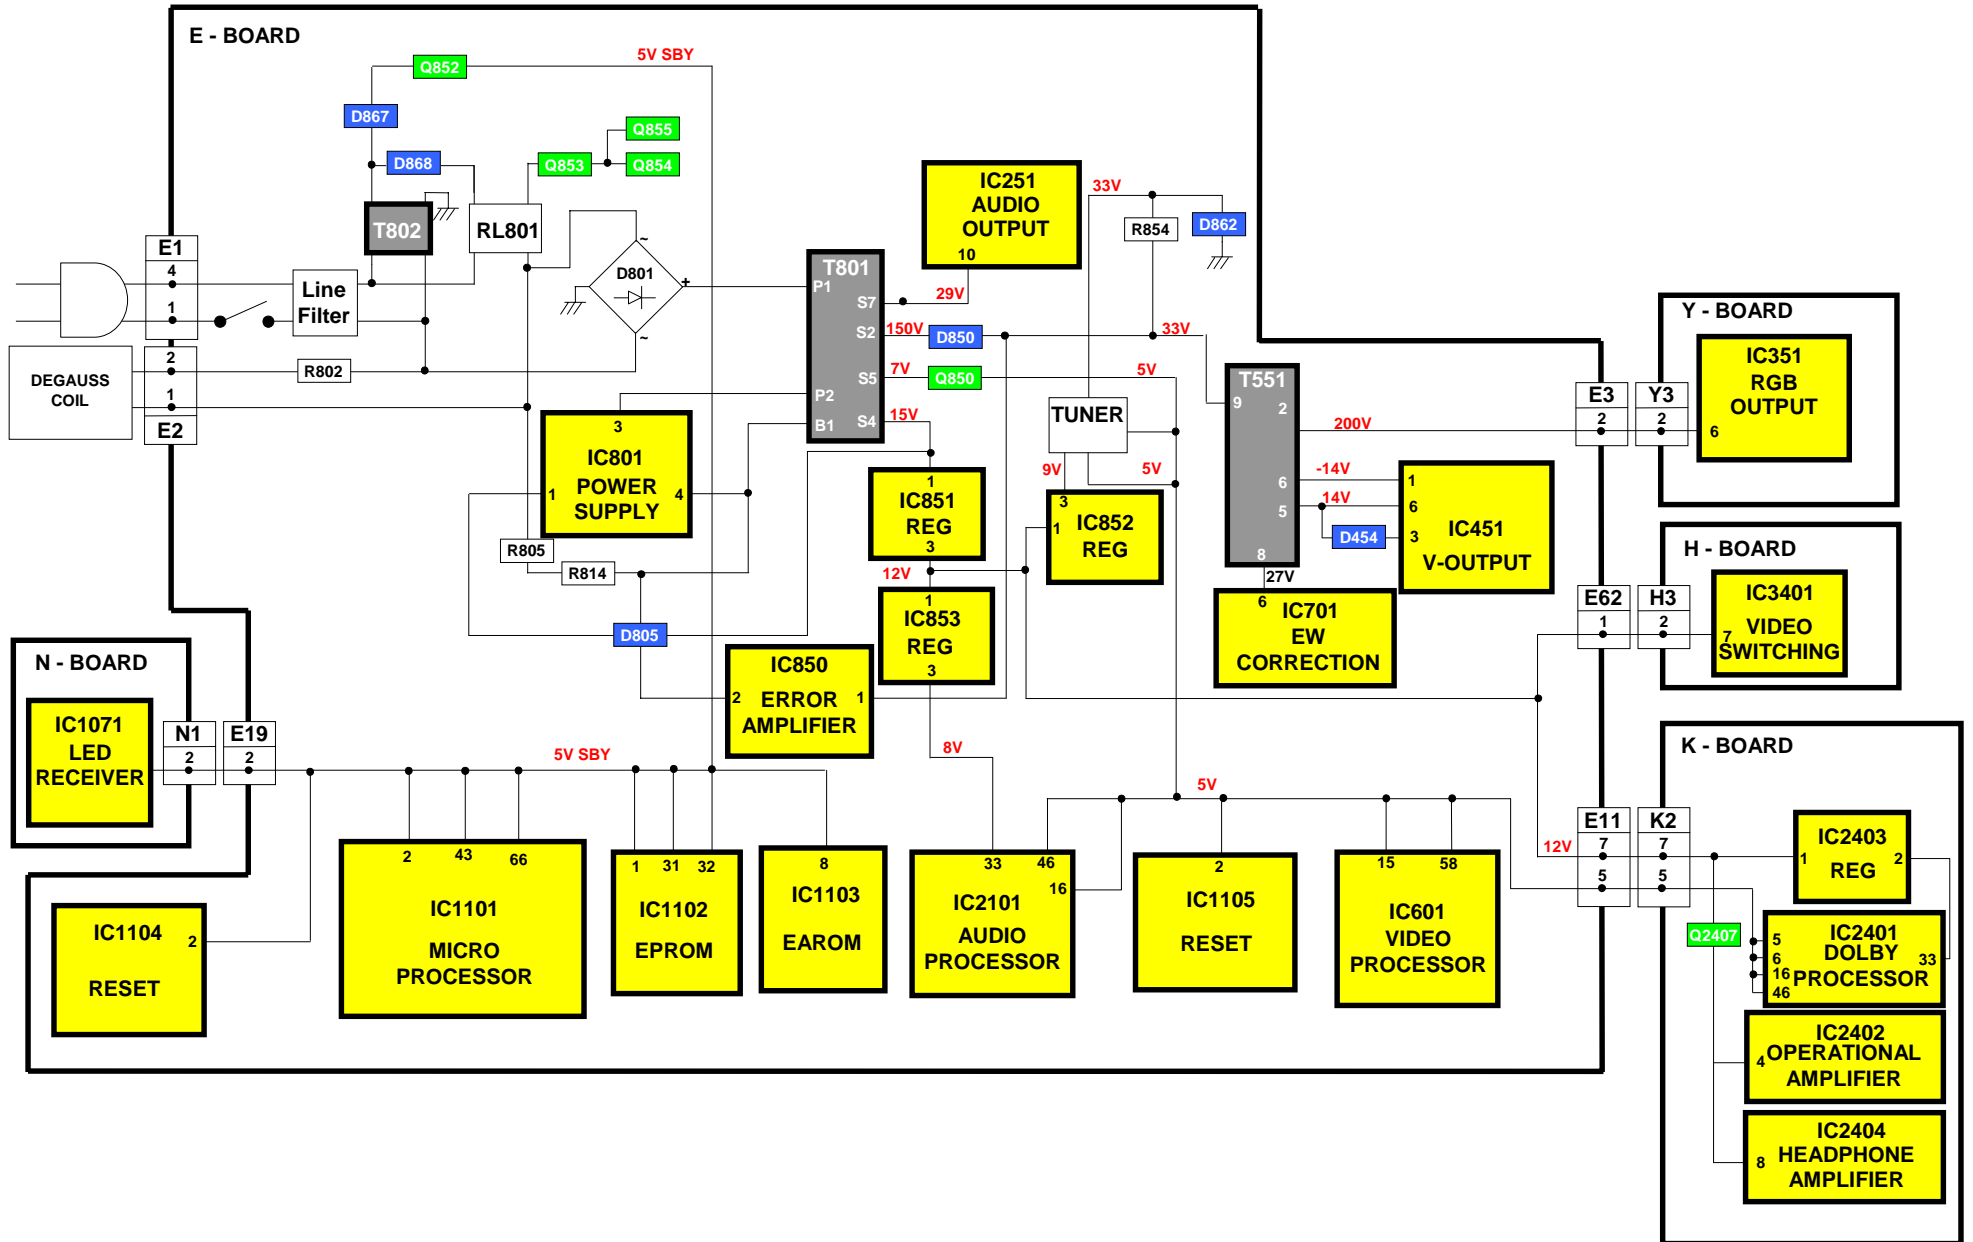 E - BOARD
5V SBY
Q852
D867
D868
Q855
Q853
Q854
T802
RL801
E1
4
1
Line
Filter
D801
~
+
~
2
R802
1
E2
DEGAUSS
COIL
T801
P1
S7
S2
S5
P2
B1
S4
29V
150V
D850
7V
Q850
15V
IC251
AUDIO
OUTPUT
10
33V
R854
D862
33V
5V
TUNER
9V
5V
3
IC801
POWER
SUPPLY
1
4
R805
R814
D805
1
IC851
REG
3
12V
1
IC853
REG
3
3
1
IC852
REG
IC850
ERROR
AMPLIFIER
2
1
8V
T551
9
2
6
5
8
200V
-14V
14V
D454
27V
1
6
3
IC451
V-OUTPUT
6
IC701
EW
CORRECTION
E3
2
Y3
2
Y - BOARD
IC351
RGB
OUTPUT
6
E62
1
H3
2
H - BOARD
IC3401
VIDEO
SWITCHING
7
N - BOARD
IC1071
LED
RECEIVER
N1
2
E19
2
5V SBY
IC1104
RESET
2
2
43
66
IC1101
MICRO
PROCESSOR
1
31
32
IC1102
EPROM
8
IC1103
EAROM
33
46
16
IC2101
AUDIO
PROCESSOR
5V
2
IC1105
RESET
15
58
IC601
VIDEO
PROCESSOR
12V
E11
7
5
K2
7
5
K - BOARD
IC2403
REG
1
2
Q2407
IC2401
DOLBY
PROCESSOR
5
6
16
46
33
IC2402
OPERATIONAL
AMPLIFIER
4
IC2404
HEADPHONE
AMPLIFIER
8